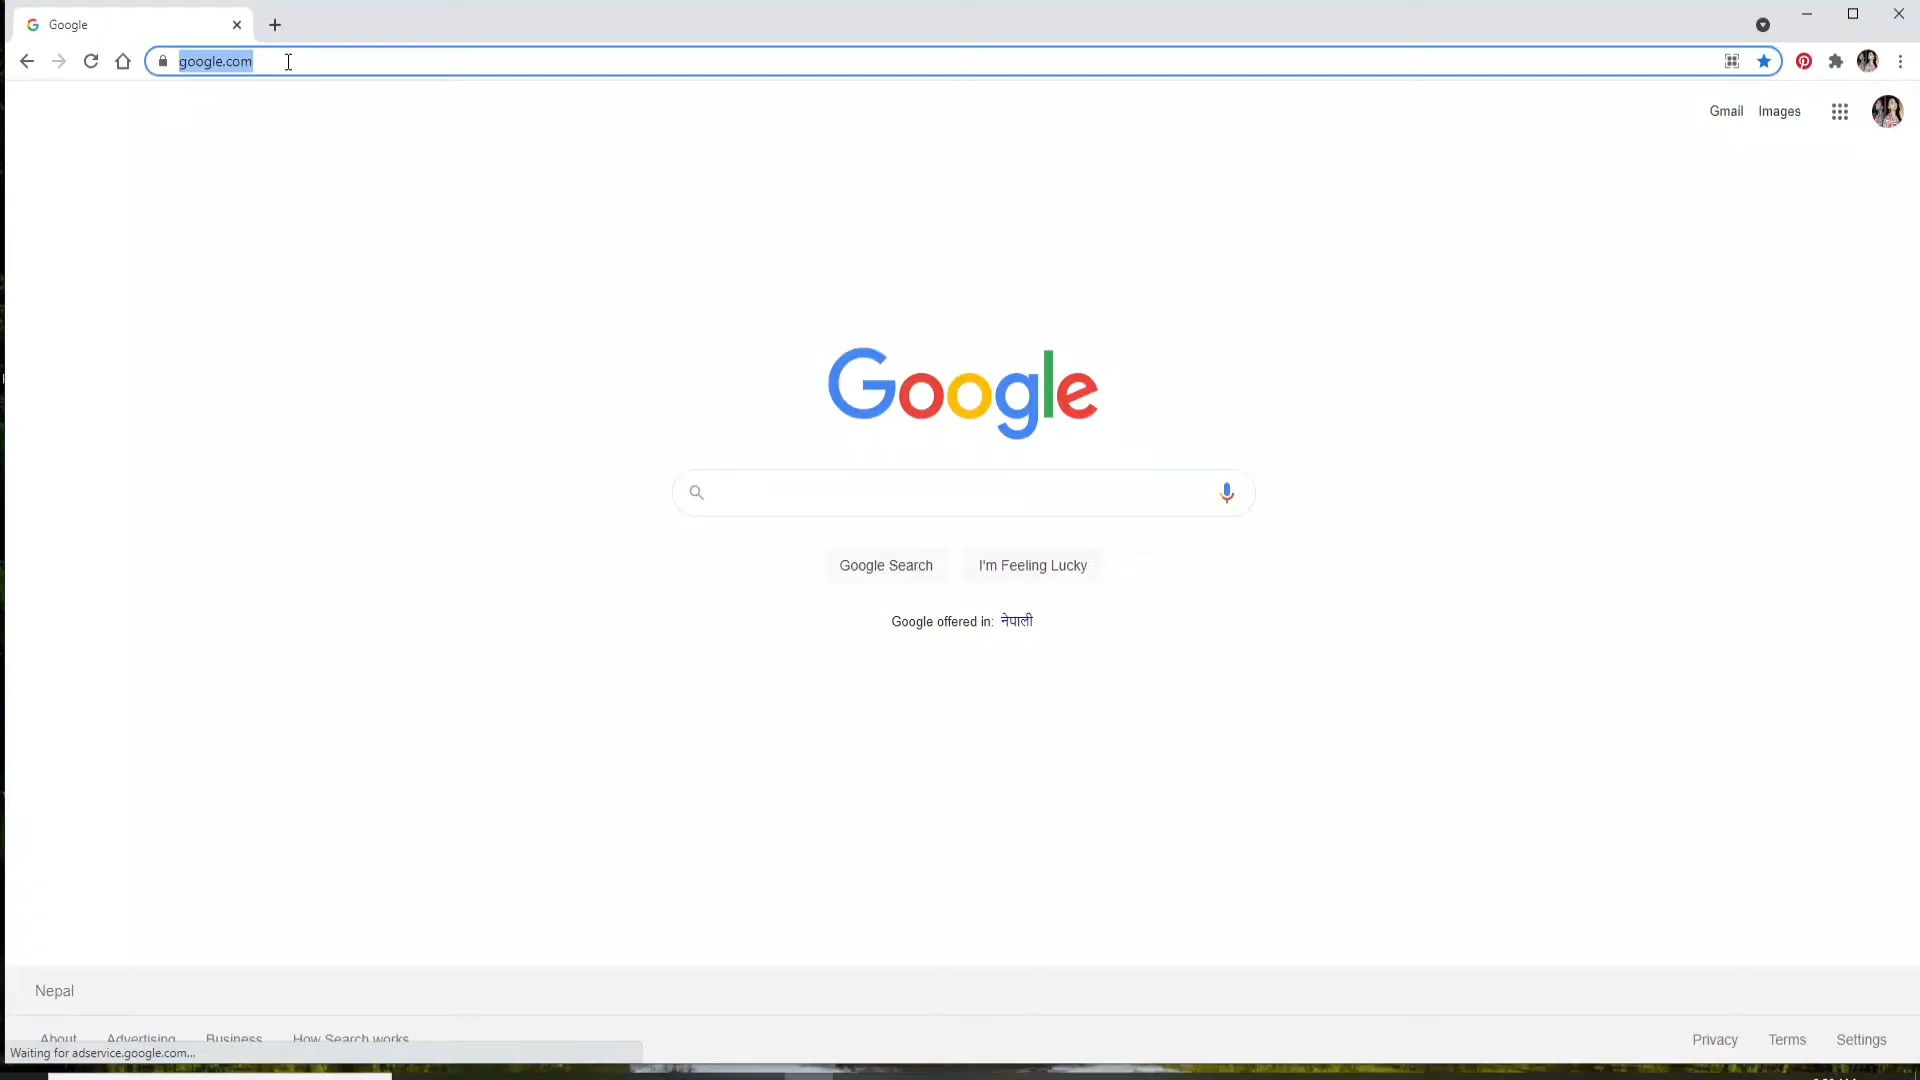 Google
google.com
Gmail Images
Google
Google Search I'm Feeling Lucky
Google offered in: नेपाली
Nepal
About Advertising Business How Search works
Privacy Terms Settings
Waiting for adservice.google.com...